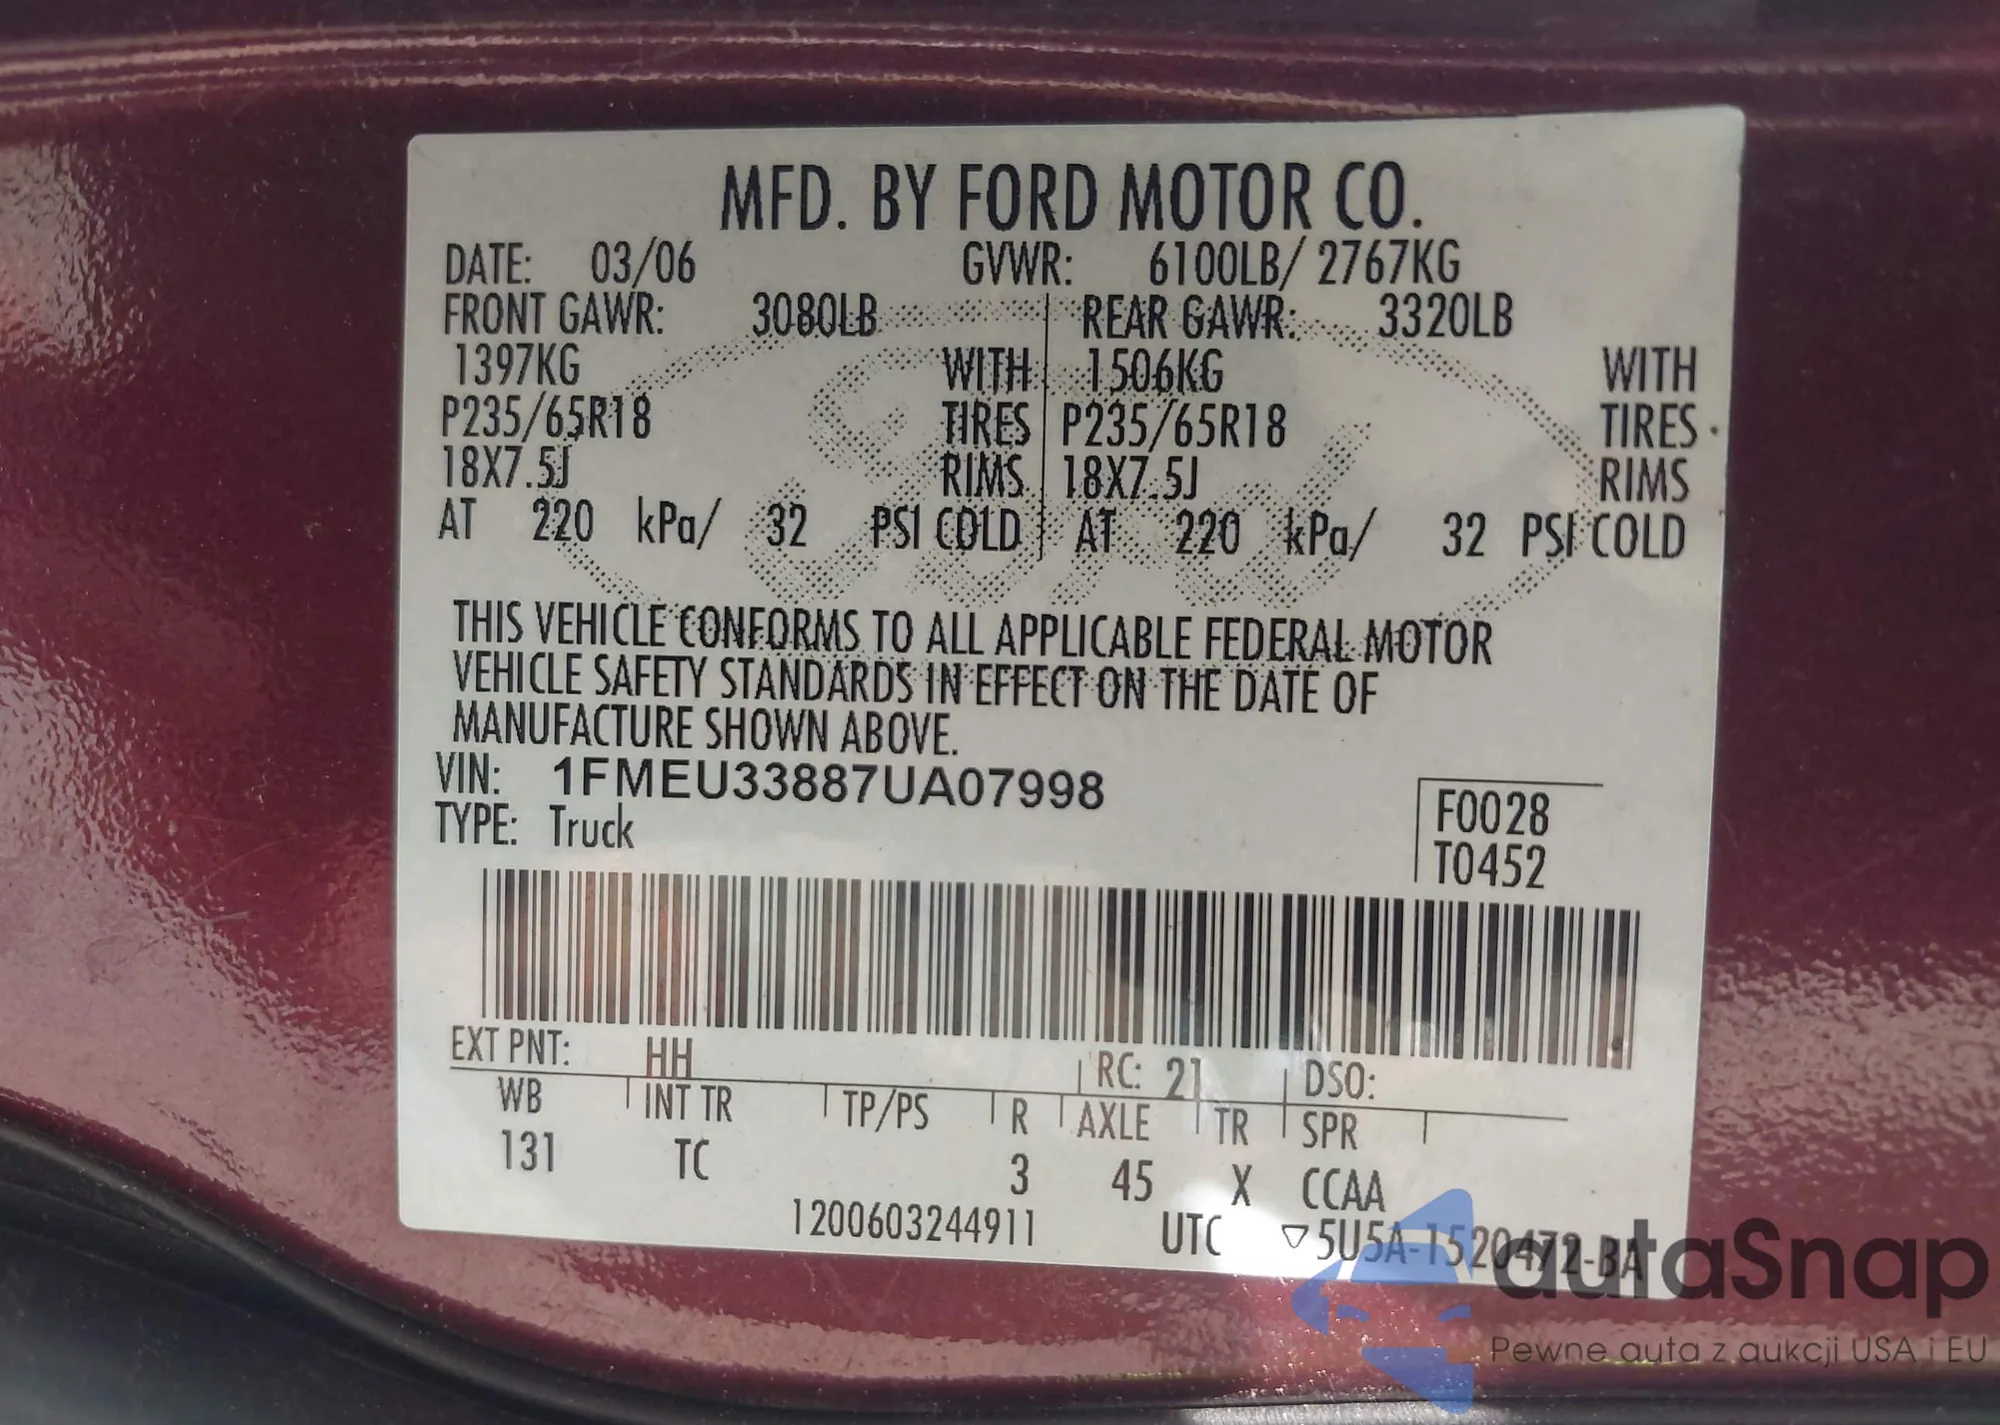 MFD. BY FORD MOTOR CO.
DATE: 03/06 GVWR: 6100LB/ 2767KG
FRONT GAWR: 3080LB REAR GAWR: 3320LB
1397KG WITH 1506KG WITH
P235/65R18 TIRES P235/65R18 TIRES
18X7.5J RIMS 18X7.5J RIMS
AT 220 kPa/ 32 PSI COLD AT 220 kPa/ 32 PSI COLD
THIS VEHICLE CONFORMS TO ALL APPLICABLE FEDERAL MOTOR
VEHICLE SAFETY STANDARDS IN EFFECT ON THE DATE OF
MANUFACTURE SHOWN ABOVE.
VIN: 1FMEU33887UA07998
TYPE: Truck
F0028
T0452
EXT PNT: HH RC: 21 DSO:
WB INT TR TP/PS R AXLE TR SPR
131 TC 3 45 X CCAA
1200603244911 UTC ▽5U5A-1520472-BA
autaSnap
Pewne auta z aukcji USA i EU